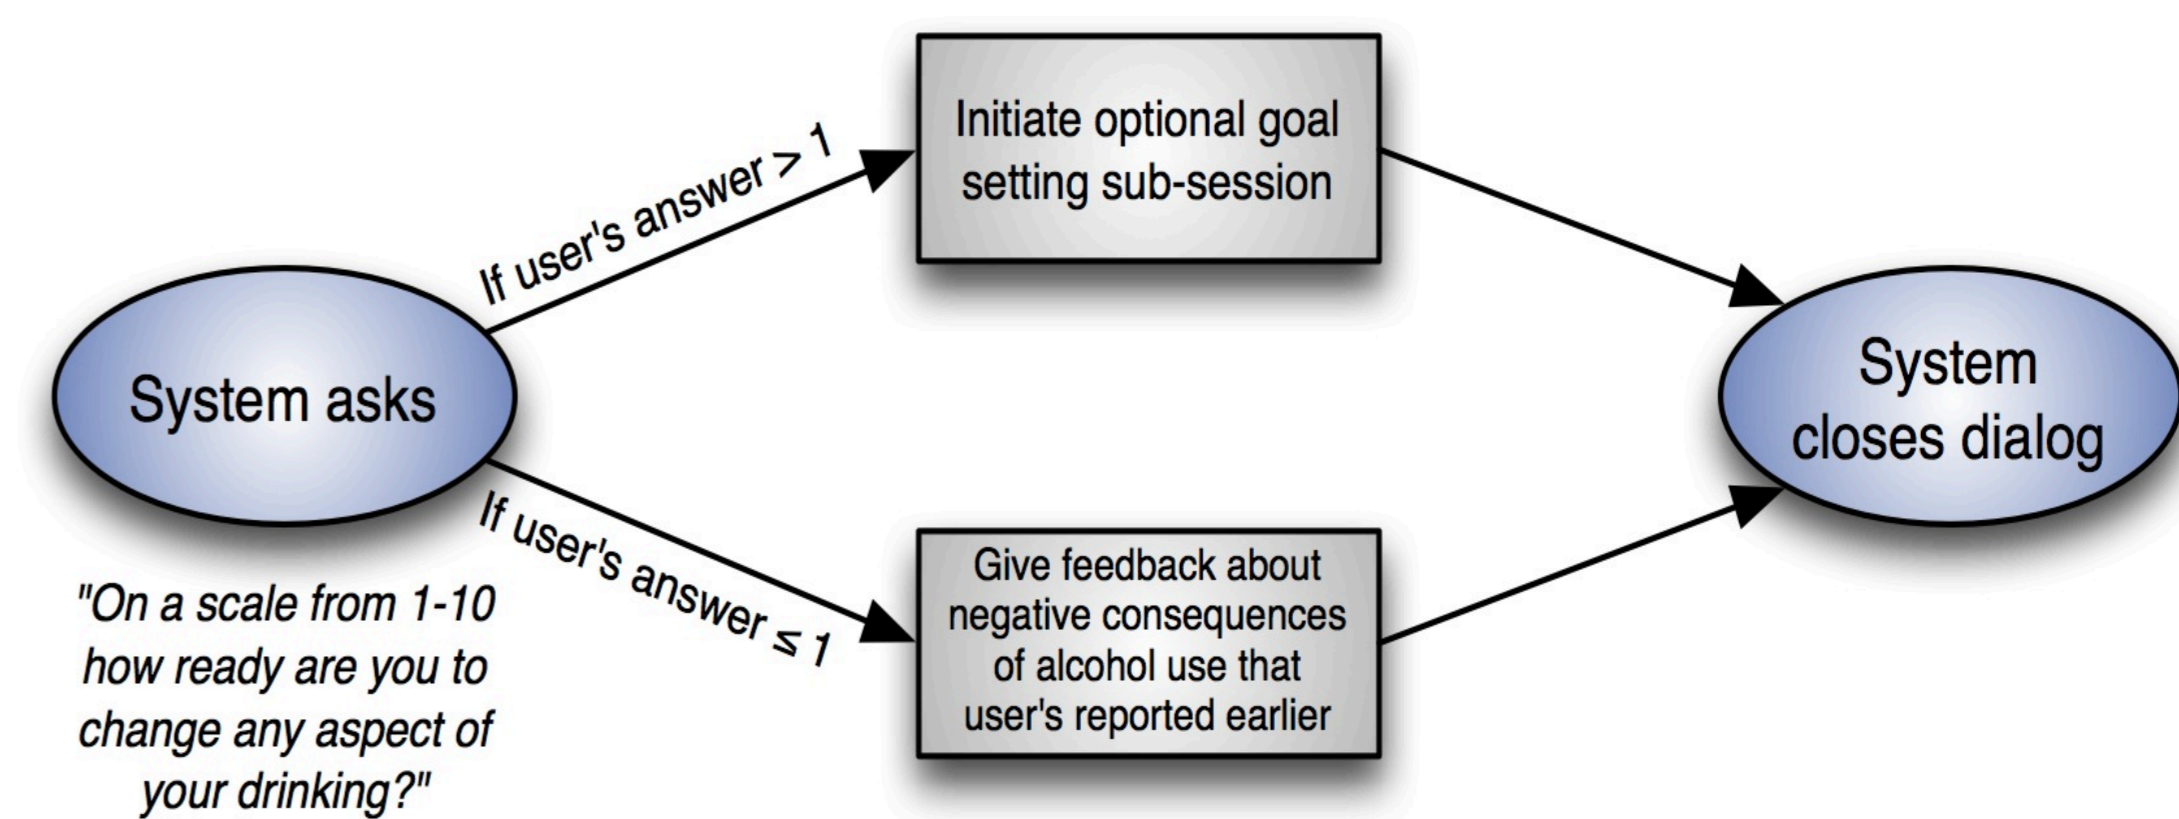 System asks
"On a scale from 1-10
how ready are you to
change any aspect of
your drinking?"
If user's answer > 1
Initiate optional goal
setting sub-session
If user's answer ≤ 1
Give feedback about
negative consequences
of alcohol use that
user's reported earlier
System
closes dialog